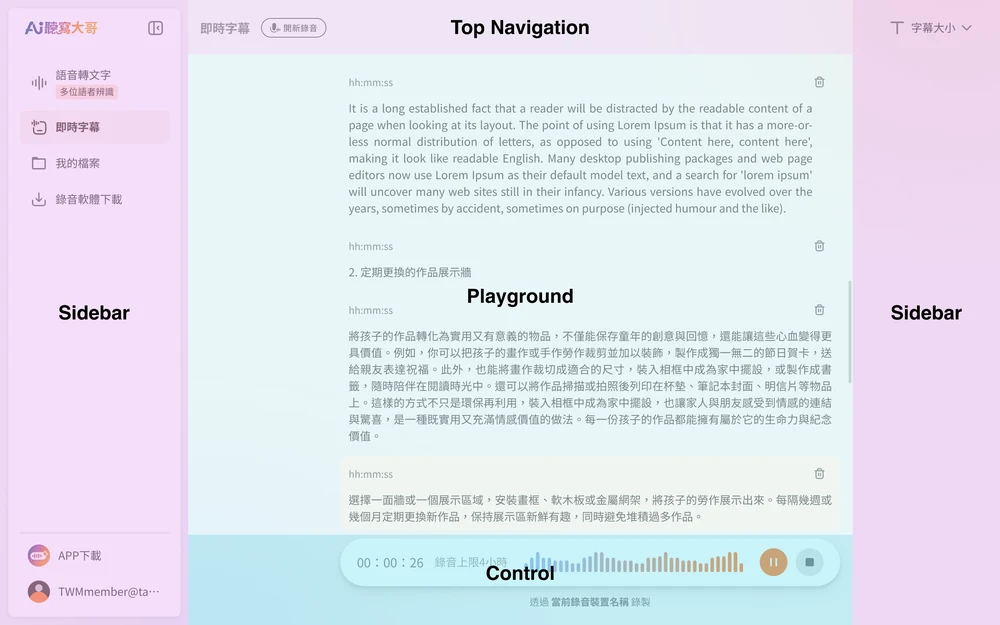 Ai聽寫大哥
語音轉文字
多位語者辨識
即時字幕
我的檔案
錄音軟體下載
Sidebar
APP下載
TWMmember@ta···
即時字幕
開新錄音
Top Navigation
hh:mm:ss
It is a long established fact that a reader will be distracted by the readable content of a
page when looking at its layout. The point of using Lorem Ipsum is that it has a more-or-
less normal distribution of letters, as opposed to using 'Content here, content here',
making it look like readable English. Many desktop publishing packages and web page
editors now use Lorem Ipsum as their default model text, and a search for 'lorem ipsum'
will uncover many web sites still in their infancy. Various versions have evolved over the
years, sometimes by accident, sometimes on purpose (injected humour and the like).
hh:mm:ss
2. 定期更換的作品展示牆
Playground
hh:mm:ss
將孩子的作品轉化為實用又有意義的物品，不僅能保存童年的創意與回憶，還能讓這些心血變得更
具價值。例如，你可以把孩子的畫作或手作勞作裁剪並加以裝飾，製作成獨一無二的節日賀卡，送
給親友表達祝福。此外，也能將畫作裁切成適合的尺寸，裝入相框中成為家中擺設，或製作成書
籤，隨時陪伴在閱讀時光中。還可以將作品掃描或拍照後列印在杯墊、筆記本封面、明信片等物品
上。這樣的方式不只是環保再利用，裝入相框中成為家中擺設，也讓家人與朋友感受到情感的連結
與驚喜，是一種既實用又充滿情感價值的做法。每一份孩子的作品都能擁有屬於它的生命力與紀念
價值。
hh:mm:ss
選擇一面牆或一個展示區域，安裝畫框、軟木板或金屬網架，將孩子的勞作展示出來。每隔幾週或
幾個月定期更換新作品，保持展示區新鮮有趣，同時避免堆積過多作品。
00：00：26
錄音上限4小時
Control
透過 當前錄音裝置名稱 錄製
字幕大小
Sidebar